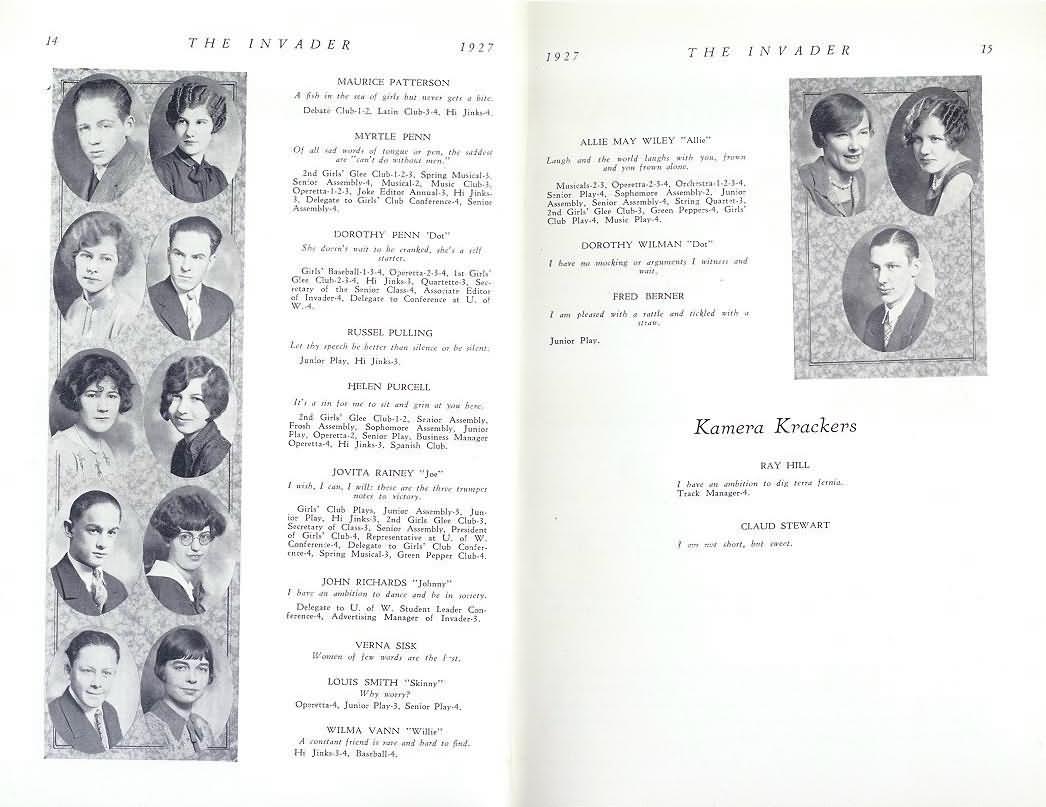 14
THE INVADER
1927
MAURICE PATTERSON
A fish in the sea of girls but never gets a bite.
Debate Club-1-2, Latin Club-3-4, Hi Jinks-4.
MYRTLE PENN
"Of all sad words of tongue or pen, the saddest
are "can't do without men."
2nd Girls' Glee Club-1-2-3, Spring Musical-3,
Senior Assembly-4, Musical-2, Music Club-3,
Operetta-1-2-3, Joke Editor Annual-3, Hi Jinks-
3, Delegate to Girls' Club Conference-4, Senior
Assembly-4.
DOROTHY PENN 'Dot"
She doesn't wait to be cranked, she's a self
starter.
Girls' Baseball-1-3-4, Operetta-2-3-4, 1st Girls'
Glee Club-2-3-4, Hi Jinks-3, Quartette-3, Sec-
retary of the Senior Class-4, Associate Editor
of Invader-4, Delegate to Conference at U. of
W.-4.
RUSSEL PULLING
Let thy speech be better than silence or be silent.
Junior Play, Hi Jinks-3.
HELEN PURCELL
It's a sin for me to sit and grin at you here.
2nd Girls' Glee Club-1-2, Senior Assembly,
Frosh Assembly, Sophomore Assembly, Junior
Play, Operetta-2, Senior Play, Business Manager
Operetta-4, Hi Jinks-3, Spanish Club.
JOVITA RAINEY "Joe"
I wish, I can, I will: these are the three trumpet
notes to victory.
Girls' Club Plays, Junior Assembly-3, Jun-
ior Play, Hi Jinks-3, 2nd Girls Glee Club-3,
Secretary of Class-3, Senior Assembly, President
of Girls' Club-4, Representative at U. of W.
Conference-4, Delegate to Girls' Club Confer-
ence-4, Spring Musical-3, Green Pepper Club-4.
JOHN RICHARDS "Johnny"
I have an ambition to dance and be in society.
Delegate to U. of W. Student Leader Con-
ference-4, Advertising Manager of Invader-3.
VERNA SISK
Women of few words are the
LOUIS SMITH "Skinny"
Why worry?
Operetta-4, Junior Play-3, Senior Play-4.
WILMA VANN "Willie"
A constant friend is rare and hard to find.
Hi Jinks-3-4, Baseball-4.
1927
THE INVADER
15
ALLIE MAY WILEY "Allie"
Laugh and the world laughs with you, frown
and you frown alone.
Musicals-2-3, Operetta-2-3-4, Orchestra-1-2-3-4,
Senior Play-4, Sophomore Assembly-2, Junior
Assembly, Senior Assembly-4, String Quartet-3,
2nd Girls' Glee Club-3, Green Peppers-4, Girls'
Club Play-4, Music Play-4.
DOROTHY WILMAN "Dot"
I have no mocking or arguments I witness and
wait.
FRED BERNER
I am pleased with a rattle and tickled with a
straw.
Junior Play.
Kamera Krackers
RAY HILL
I have an ambition to dig terra fernia.
Track Manager-4.
CLAUD STEWART
I am not short, but sweet.